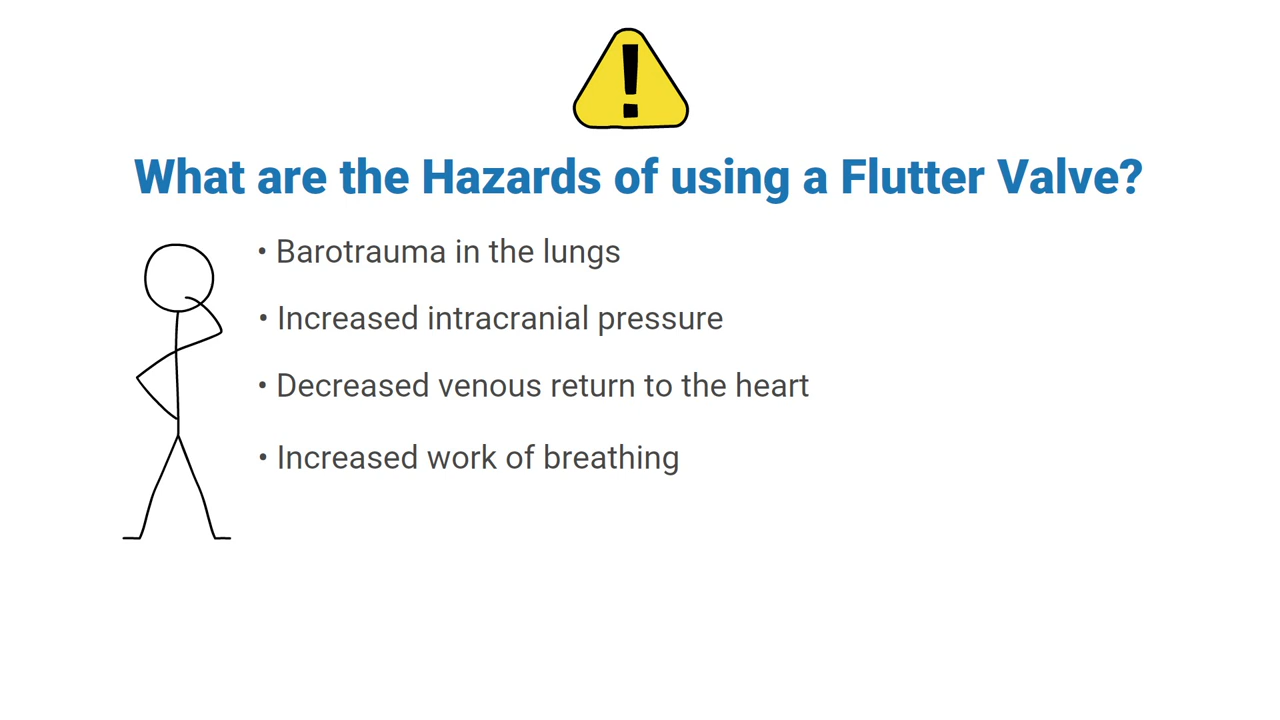 What are the Hazards of using a Flutter Valve?
• Barotrauma in the lungs
• Increased intracranial pressure
• Decreased venous return to the heart
• Increased work of breathing